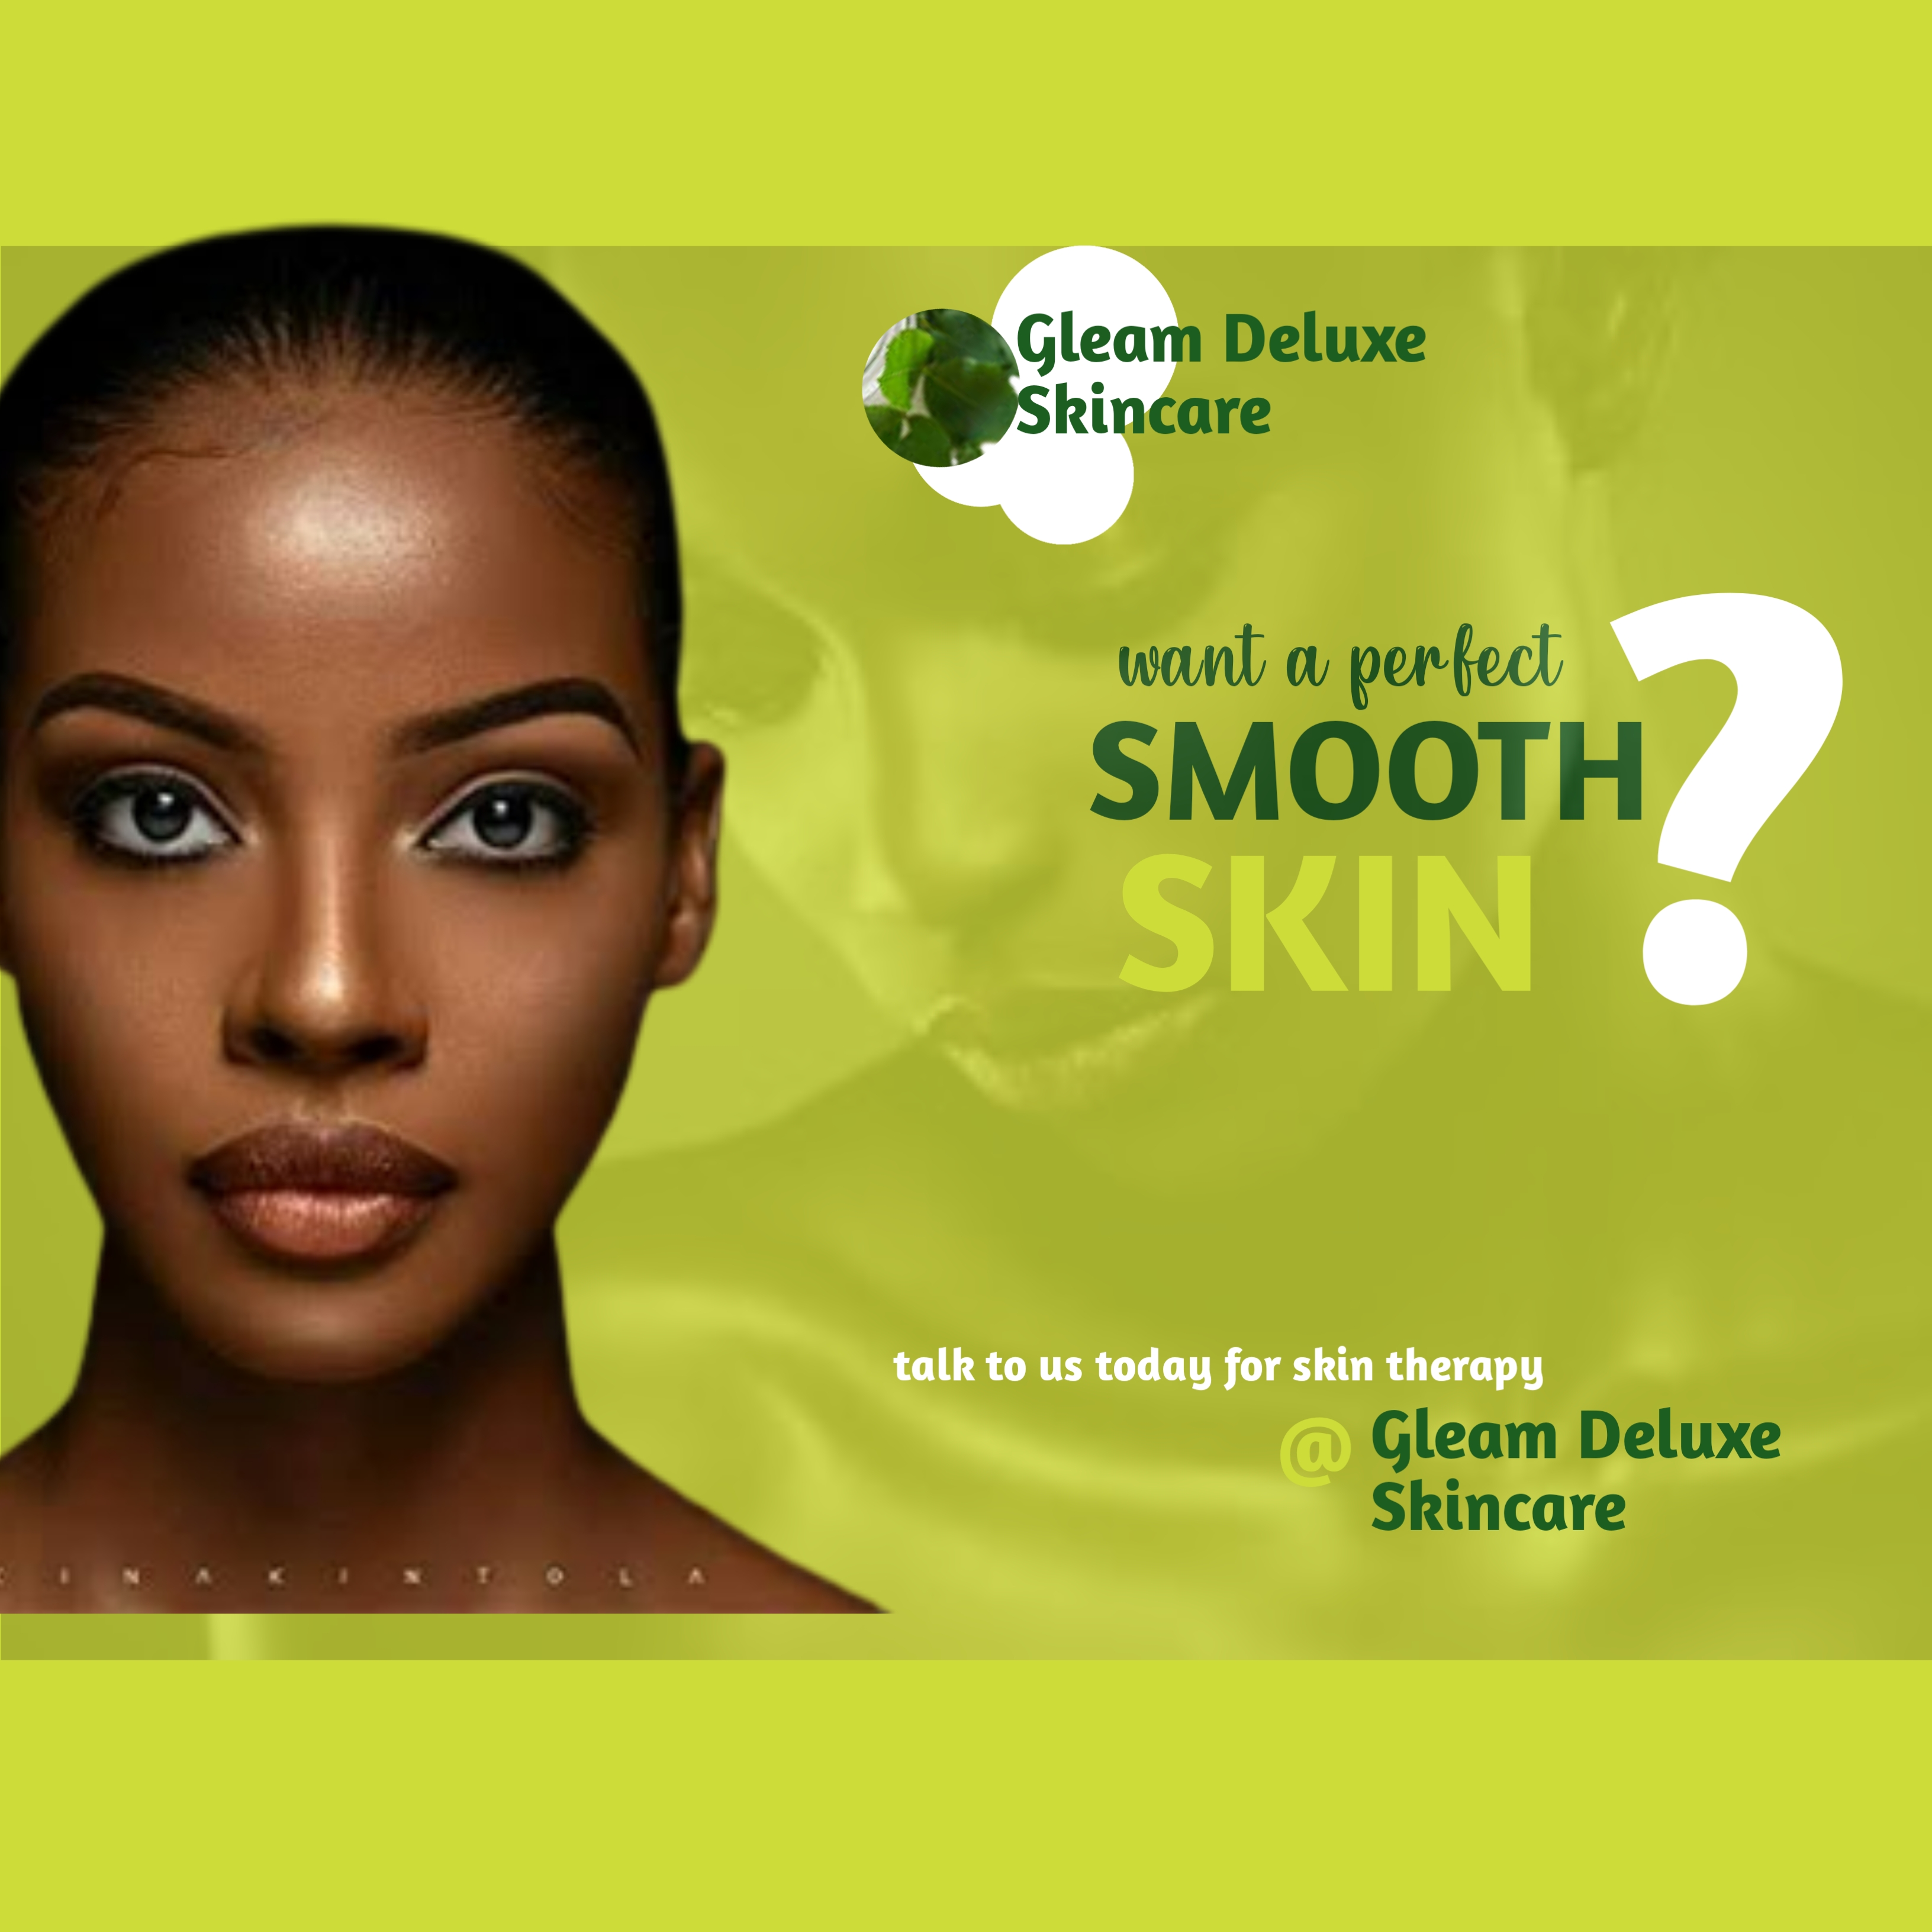 Gleam Deluxe
Skincare
want a perfect
SMOOTH
SKIN ?
talk to us today for skin therapy
@ Gleam Deluxe
Skincare
I N A K I N T O L A